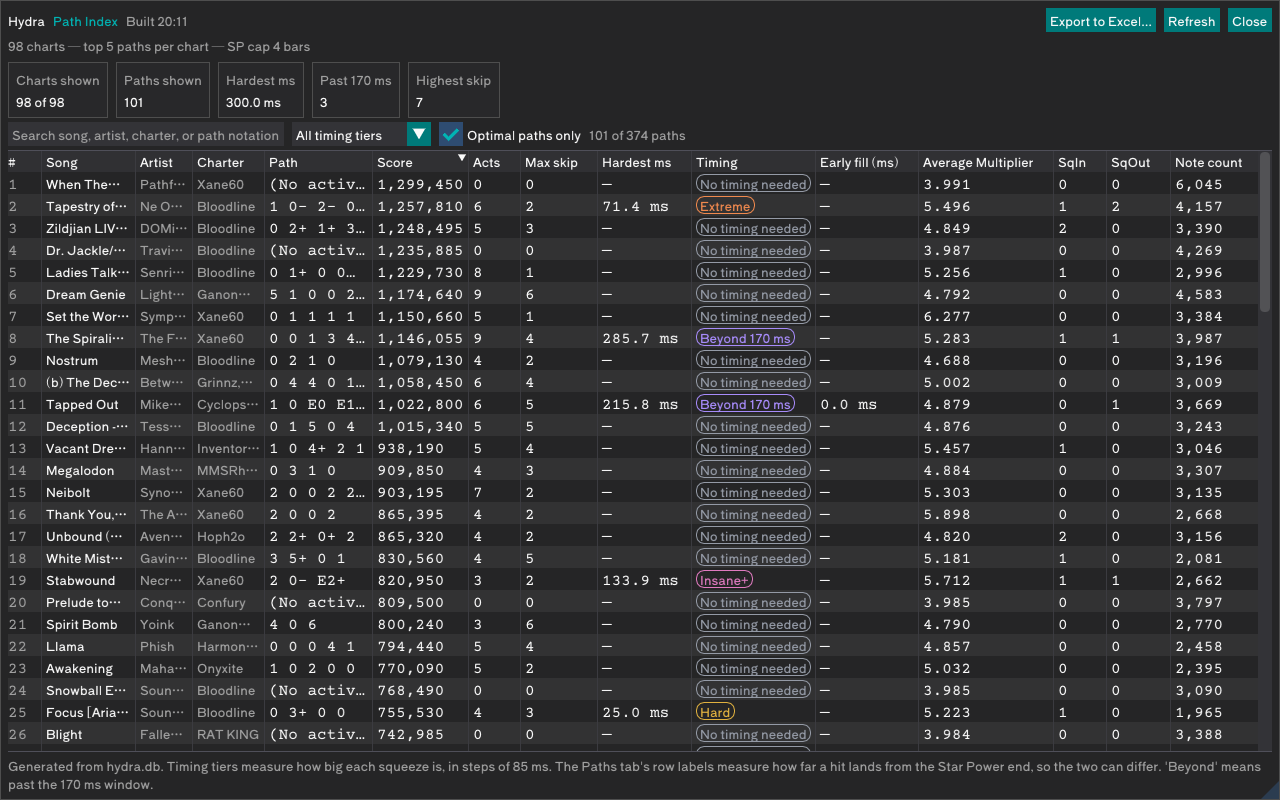 Hydra Path Index Built 20:11 Export to Excel... Refresh Close
98 charts — top 5 paths per chart — SP cap 4 bars
Charts shown Paths shown Hardest ms Past 170 ms Highest skip
98 of 98 101 300.0 ms 3 7
Search song, artist, charter, or path notation All timing tiers Optimal paths only 101 of 374 paths
# Song Artist Charter Path Score Acts Max skip Hardest ms Timing Early fill (ms) Average Multiplier SqIn SqOut Note count
1 When The··· Pathf··· Xane60 (No activ... 1,299,450 0 0 — No timing needed — 3.991 0 0 6,045
2 Tapestry of··· Ne O··· Bloodline 1 0- 2- 0... 1,257,810 6 2 71.4 ms Extreme — 5.496 1 2 4,157
3 Zildjian LIV··· DOMi··· Bloodline 0 2+ 1+ 3... 1,248,495 5 3 — No timing needed — 4.849 2 0 3,390
4 Dr. Jackle/··· Travi··· Bloodline (No activ... 1,235,885 0 0 — No timing needed — 3.987 0 0 4,269
5 Ladies Talk··· Senri··· Bloodline 0 1+ 0 0... 1,229,730 8 1 — No timing needed — 5.256 1 0 2,996
6 Dream Genie Light··· Ganon··· 5 1 0 0 2... 1,174,640 9 6 — No timing needed — 4.792 0 0 4,583
7 Set the Wor··· Symp··· Xane60 0 1 1 1 1 1,150,660 5 1 — No timing needed — 6.277 0 0 3,384
8 The Spirali··· The F··· Xane60 0 0 1 3 4... 1,146,055 9 4 285.7 ms Beyond 170 ms — 5.283 1 1 3,987
9 Nostrum Mesh··· Bloodline 0 2 1 0 1,079,130 4 2 — No timing needed — 4.688 0 0 3,196
10 (b) The Dec··· Betw··· Grinnz,··· 0 4 4 0 1... 1,058,450 6 4 — No timing needed — 5.002 0 0 3,009
11 Tapped Out Mike··· Cyclops··· 1 0 E0 E1... 1,022,800 6 5 215.8 ms Beyond 170 ms 0.0 ms 4.879 0 1 3,669
12 Deception -··· Tess··· Bloodline 0 1 5 0 4 1,015,340 5 5 — No timing needed — 4.876 0 0 3,243
13 Vacant Dre··· Hann··· Inventor··· 1 0 4+ 2 1 938,190 5 4 — No timing needed — 5.457 1 0 3,046
14 Megalodon Mast··· MMSRh··· 0 3 1 0 909,850 4 3 — No timing needed — 4.884 0 0 3,307
15 Neibolt Syno··· Xane60 2 0 0 2 2... 903,195 7 2 — No timing needed — 5.303 0 0 3,135
16 Thank You,··· The A··· Xane60 2 0 0 2 865,395 4 2 — No timing needed — 5.898 0 0 2,668
17 Unbound (··· Aven··· Hoph2o 2 2+ 0+ 2 865,320 4 2 — No timing needed — 4.820 2 0 3,156
18 White Mist··· Gavin··· Bloodline 3 5+ 0 1 830,560 4 5 — No timing needed — 5.181 1 0 2,081
19 Stabwound Necr··· Xane60 2 0- E2+ 820,950 3 2 133.9 ms Insane+ — 5.712 1 1 2,662
20 Prelude to··· Conq··· Confury (No activ... 809,500 0 0 — No timing needed — 3.985 0 0 3,797
21 Spirit Bomb Yoink Ganon··· 4 0 6 800,240 3 6 — No timing needed — 4.790 0 0 2,770
22 Llama Phish Harmon··· 0 0 0 4 1 794,440 5 4 — No timing needed — 4.857 0 0 2,458
23 Awakening Maha··· Onyxite 1 0 2 0 0 770,090 5 2 — No timing needed — 5.032 0 0 2,395
24 Snowball E··· Soun··· Bloodline (No activ... 768,490 0 0 — No timing needed — 3.985 0 0 3,090
25 Focus [Aria··· Soun··· Bloodline 0 3+ 0 0 755,530 4 3 25.0 ms Hard — 5.223 1 0 1,965
26 Blight Falle··· RAT KING (No activ... 742,985 0 0 — No timing needed — 3.984 0 0 3,388
Generated from hydra.db. Timing tiers measure how big each squeeze is, in steps of 85 ms. The Paths tab's row labels measure how far a hit lands from the Star Power end, so the two can differ. 'Beyond' means
past the 170 ms window.